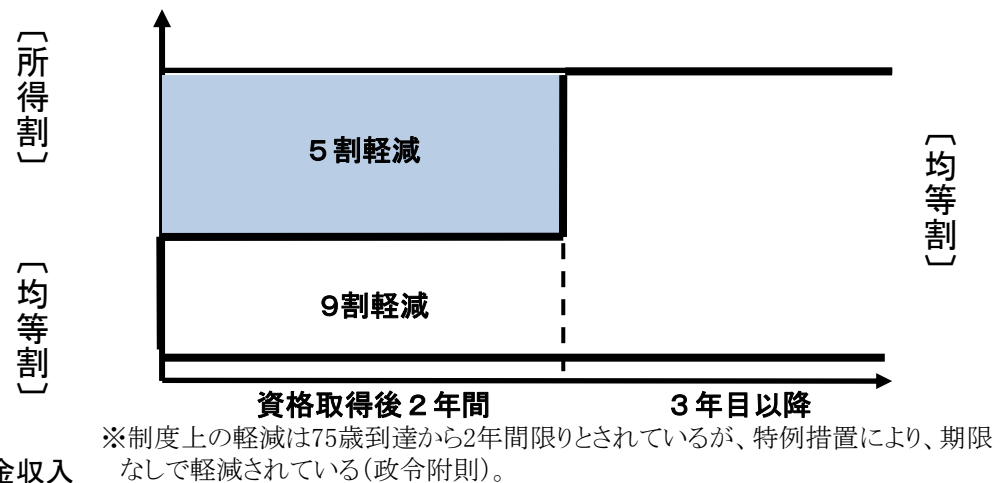 〔所得割〕
５割軽減
〔均等割〕
〔均等割〕
９割軽減
資格取得後２年間
３年目以降
※制度上の軽減は75歳到達から2年間限りとされているが、特例措置により、期限
なしで軽減されている（政令附則）。
金収入